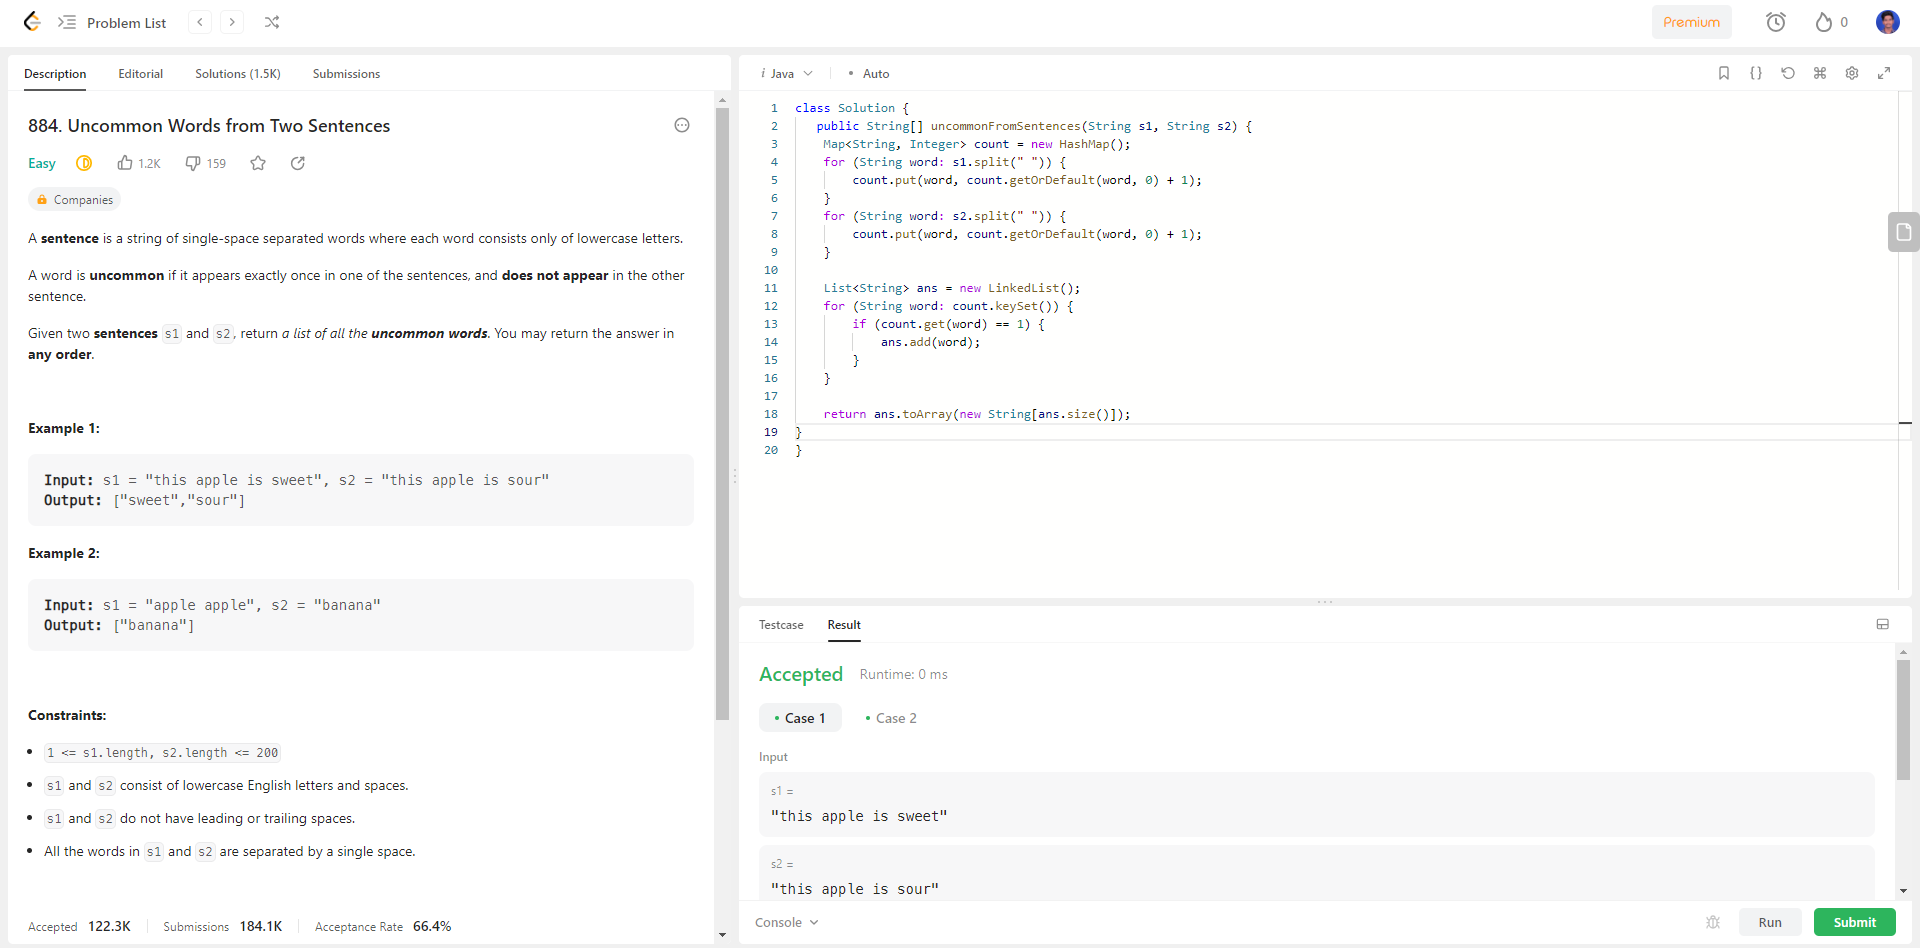 Problem List
Premium
0
Description Editorial Solutions (1.5K) Submissions
884. Uncommon Words from Two Sentences
Easy 1.2K 159
Companies
A sentence is a string of single-space separated words where each word consists only of lowercase letters.
A word is uncommon if it appears exactly once in one of the sentences, and does not appear in the other
sentence.
Given two sentences s1 and s2, return a list of all the uncommon words. You may return the answer in
any order.
Example 1:
Input: s1 = "this apple is sweet", s2 = "this apple is sour"
Output: ["sweet","sour"]
Example 2:
Input: s1 = "apple apple", s2 = "banana"
Output: ["banana"]
Constraints:
1 <= s1.length, s2.length <= 200
s1 and s2 consist of lowercase English letters and spaces.
s1 and s2 do not have leading or trailing spaces.
All the words in s1 and s2 are separated by a single space.
Accepted 122.3K Submissions 184.1K Acceptance Rate 66.4%
i Java • Auto
1 class Solution {
2 public String[] uncommonFromSentences(String s1, String s2) {
3 Map<String, Integer> count = new HashMap();
4 for (String word: s1.split(" ")) {
5 count.put(word, count.getOrDefault(word, 0) + 1);
6 }
7 for (String word: s2.split(" ")) {
8 count.put(word, count.getOrDefault(word, 0) + 1);
9 }
10
11 List<String> ans = new LinkedList();
12 for (String word: count.keySet()) {
13 if (count.get(word) == 1) {
14 ans.add(word);
15 }
16 }
17
18 return ans.toArray(new String[ans.size()]);
19 }
20 }
Testcase Result
Accepted Runtime: 0 ms
• Case 1 • Case 2
Input
s1 =
"this apple is sweet"
s2 =
"this apple is sour"
Console Run Submit